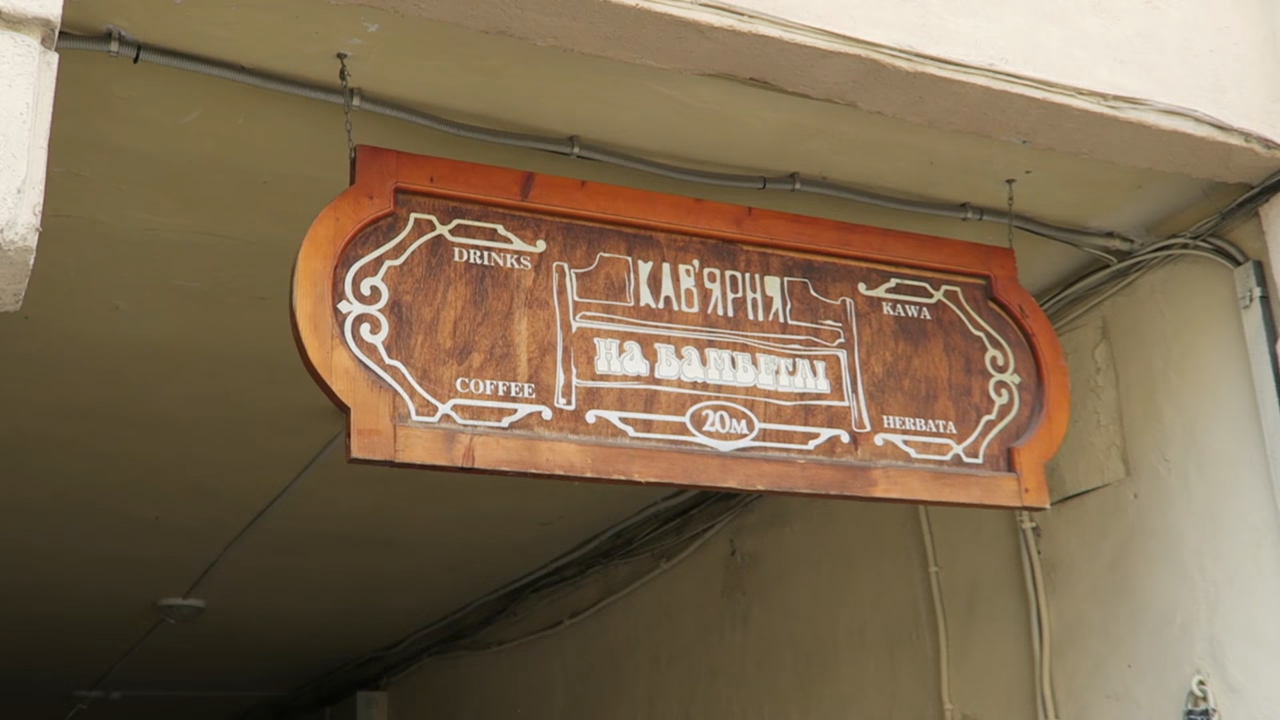 DRINKS
COFFEE
КАВ'ЯРНЯ
на бамбетлі
20м
KAWA
HERBATA